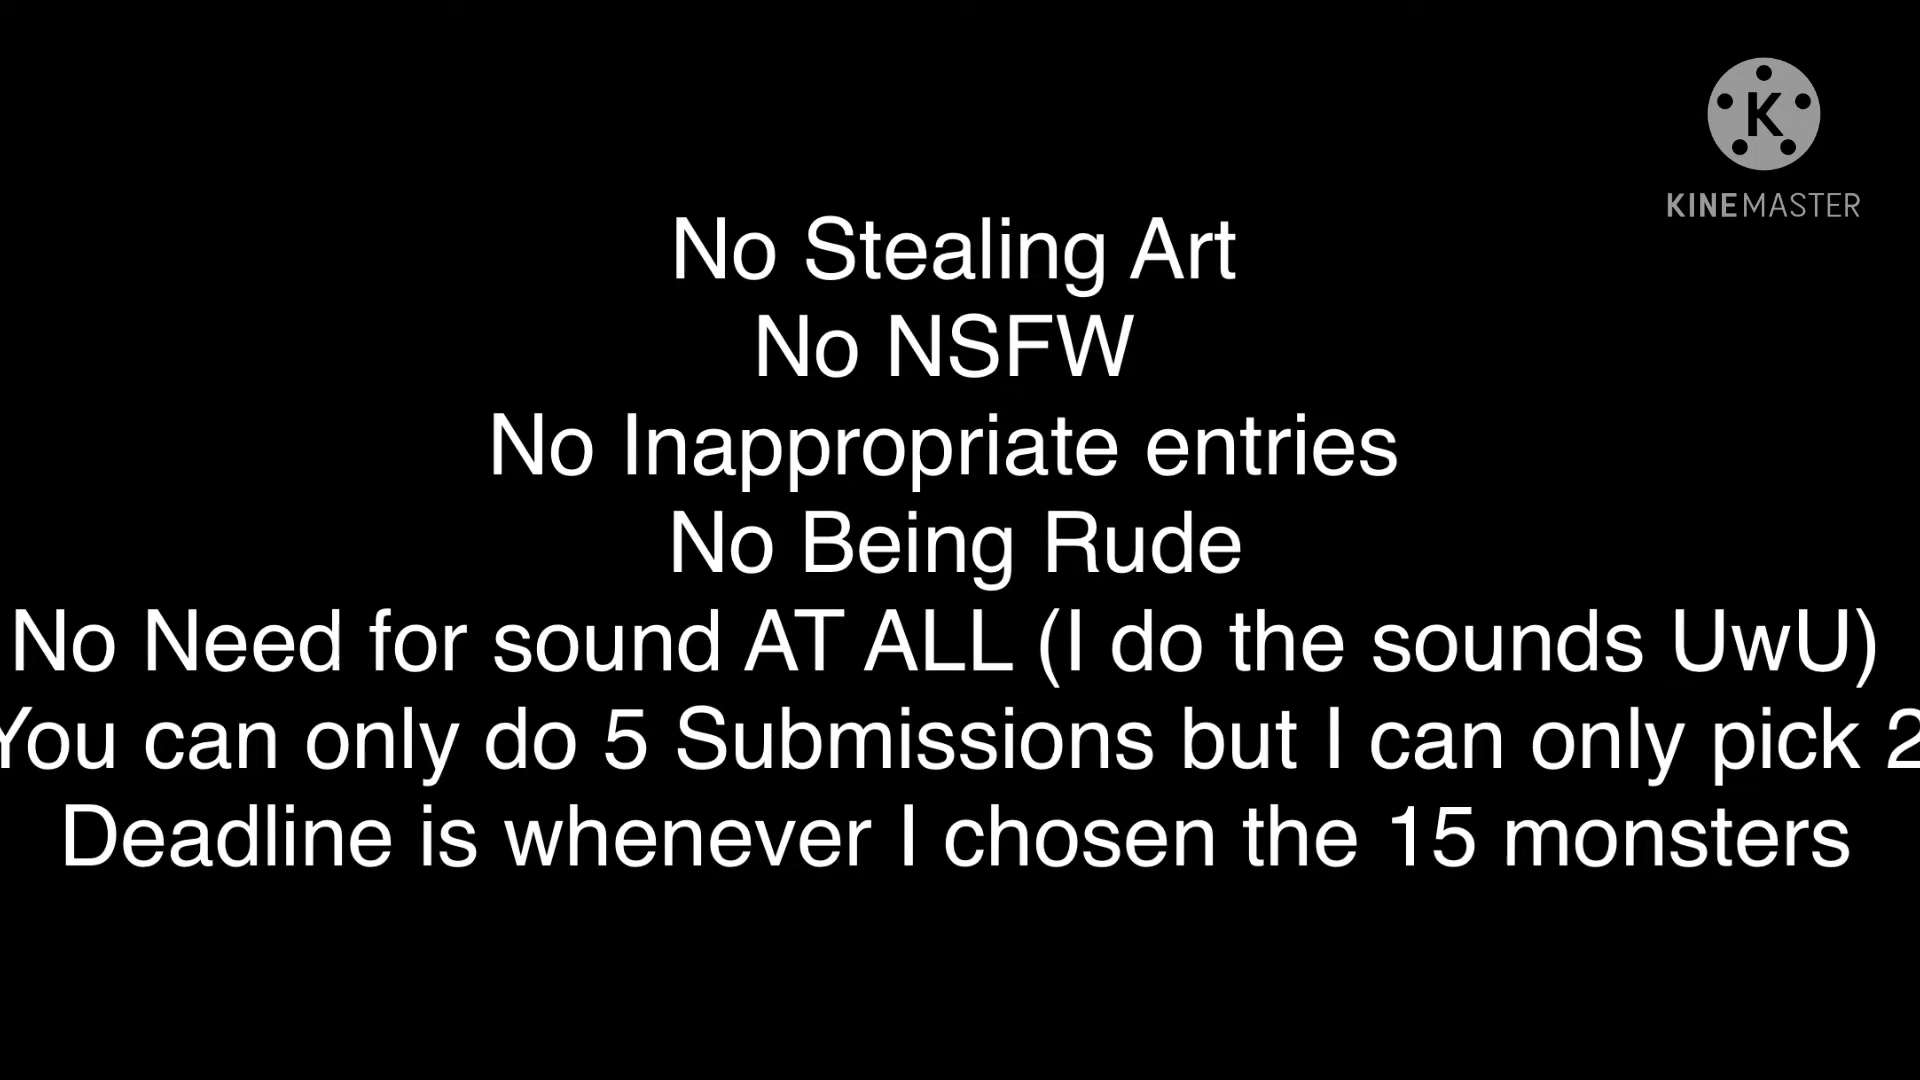 K
KINEMASTER
No Stealing Art
No NSFW
No Inappropriate entries
No Being Rude
No Need for sound AT ALL (I do the sounds UwU)
You can only do 5 Submissions but I can only pick 2
Deadline is whenever I chosen the 15 monsters